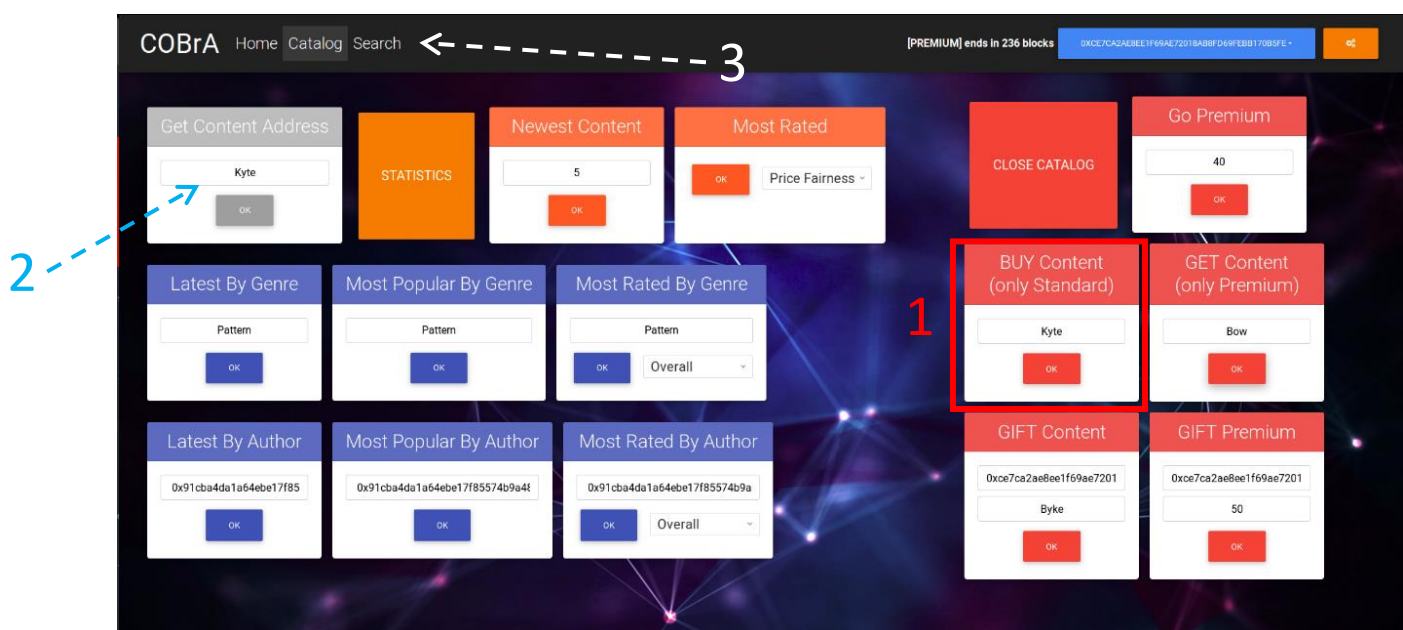 COBrA Home Catalog Search
3
[PREMIUM] ends in 236 blocks
Get Content Address
Kyte
OK
2
STATISTICS
Newest Content
5
OK
Most Rated
OK Price Fairness
CLOSE CATALOG
Go Premium
40
OK
Latest By Genre
Pattern
OK
Most Popular By Genre
Pattern
OK
Most Rated By Genre
Pattern
OK Overall
1
BUY Content
(only Standard)
Kyte
OK
GET Content
(only Premium)
Bow
OK
Latest By Author
0x91cba4da1a64ebe17f85
OK
Most Popular By Author
0x91cba4da1a64ebe17f85574b9a48
OK
Most Rated By Author
0x91cba4da1a64ebe17f85574b9a
OK Overall
GIFT Content
0xce7ca2ae8ee1f69ae7201
Byke
OK
GIFT Premium
0xce7ca2ae8ee1f69ae7201
50
OK